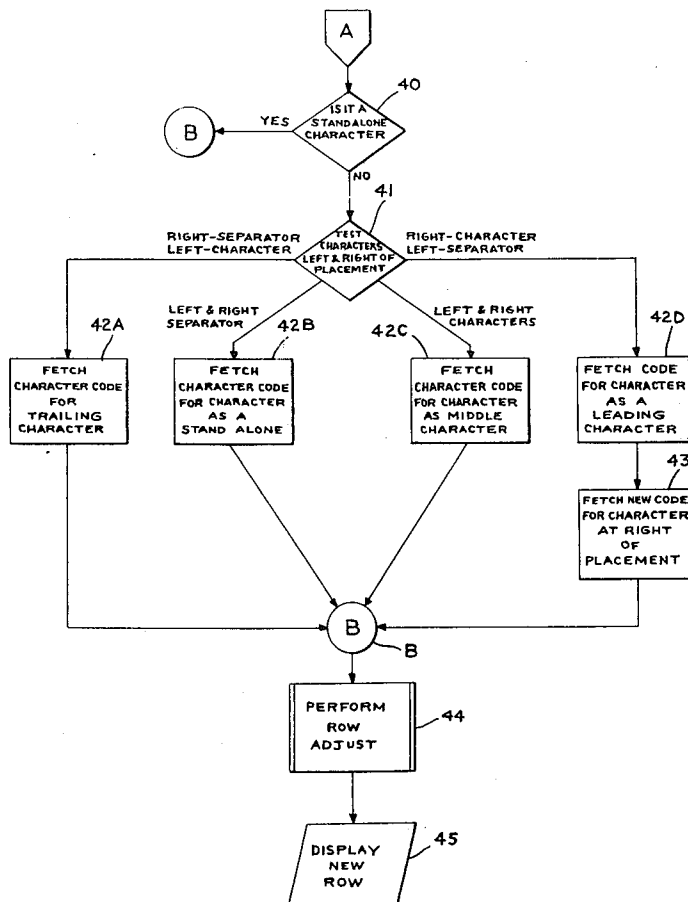 A
40
IS IT A
STANDALONE
CHARACTER
YES
B
NO
41
TEST
CHARACTERS
LEFT & RIGHT OF
PLACEMENT
RIGHT-SEPARATOR
LEFT-CHARACTER
RIGHT-CHARACTER
LEFT-SEPARATOR
LEFT & RIGHT
SEPARATOR
LEFT & RIGHT
CHARACTERS
42A
FETCH
CHARACTER CODE
FOR
TRAILING
CHARACTER
42B
FETCH
CHARACTER CODE
FOR CHARACTER
AS A
STAND ALONE
42C
FETCH
CHARACTER CODE
FOR CHARACTER
AS MIDDLE
CHARACTER
42D
FETCH CODE
FOR CHARACTER
AS A
LEADING
CHARACTER
43
FETCH NEW CODE
FOR CHARACTER
AT RIGHT
OF
PLACEMENT
B
B
PERFORM
ROW
ADJUST
44
DISPLAY
NEW
ROW
45